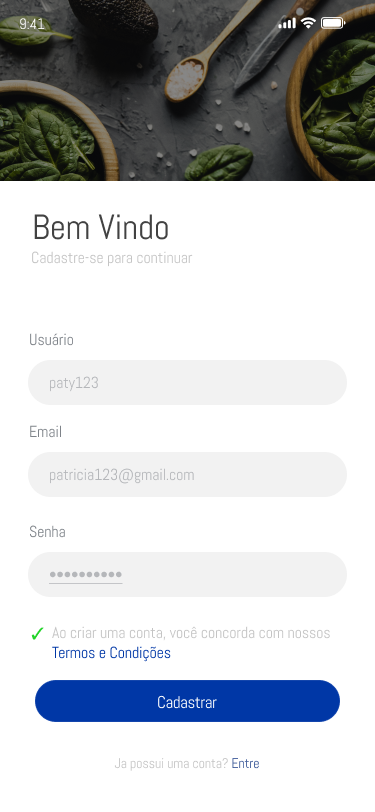 9:41
Bem Vindo
Cadastre-se para continuar
Usuário
paty123
Email
patricia123@gmail.com
Senha
••••••••••
Ao criar uma conta, você concorda com nossos
Termos e Condições
Cadastrar
Ja possui uma conta? Entre